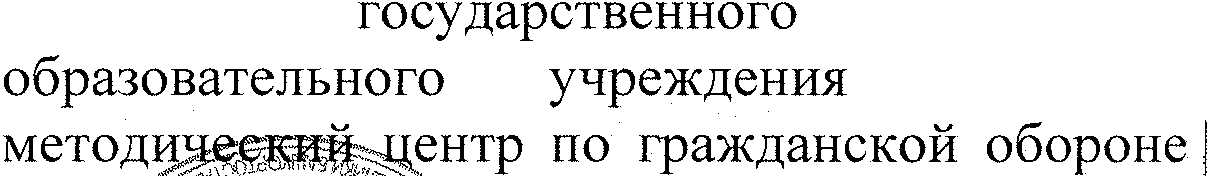 государственного
образовательного учреждения
методический центр по гражданской обороне